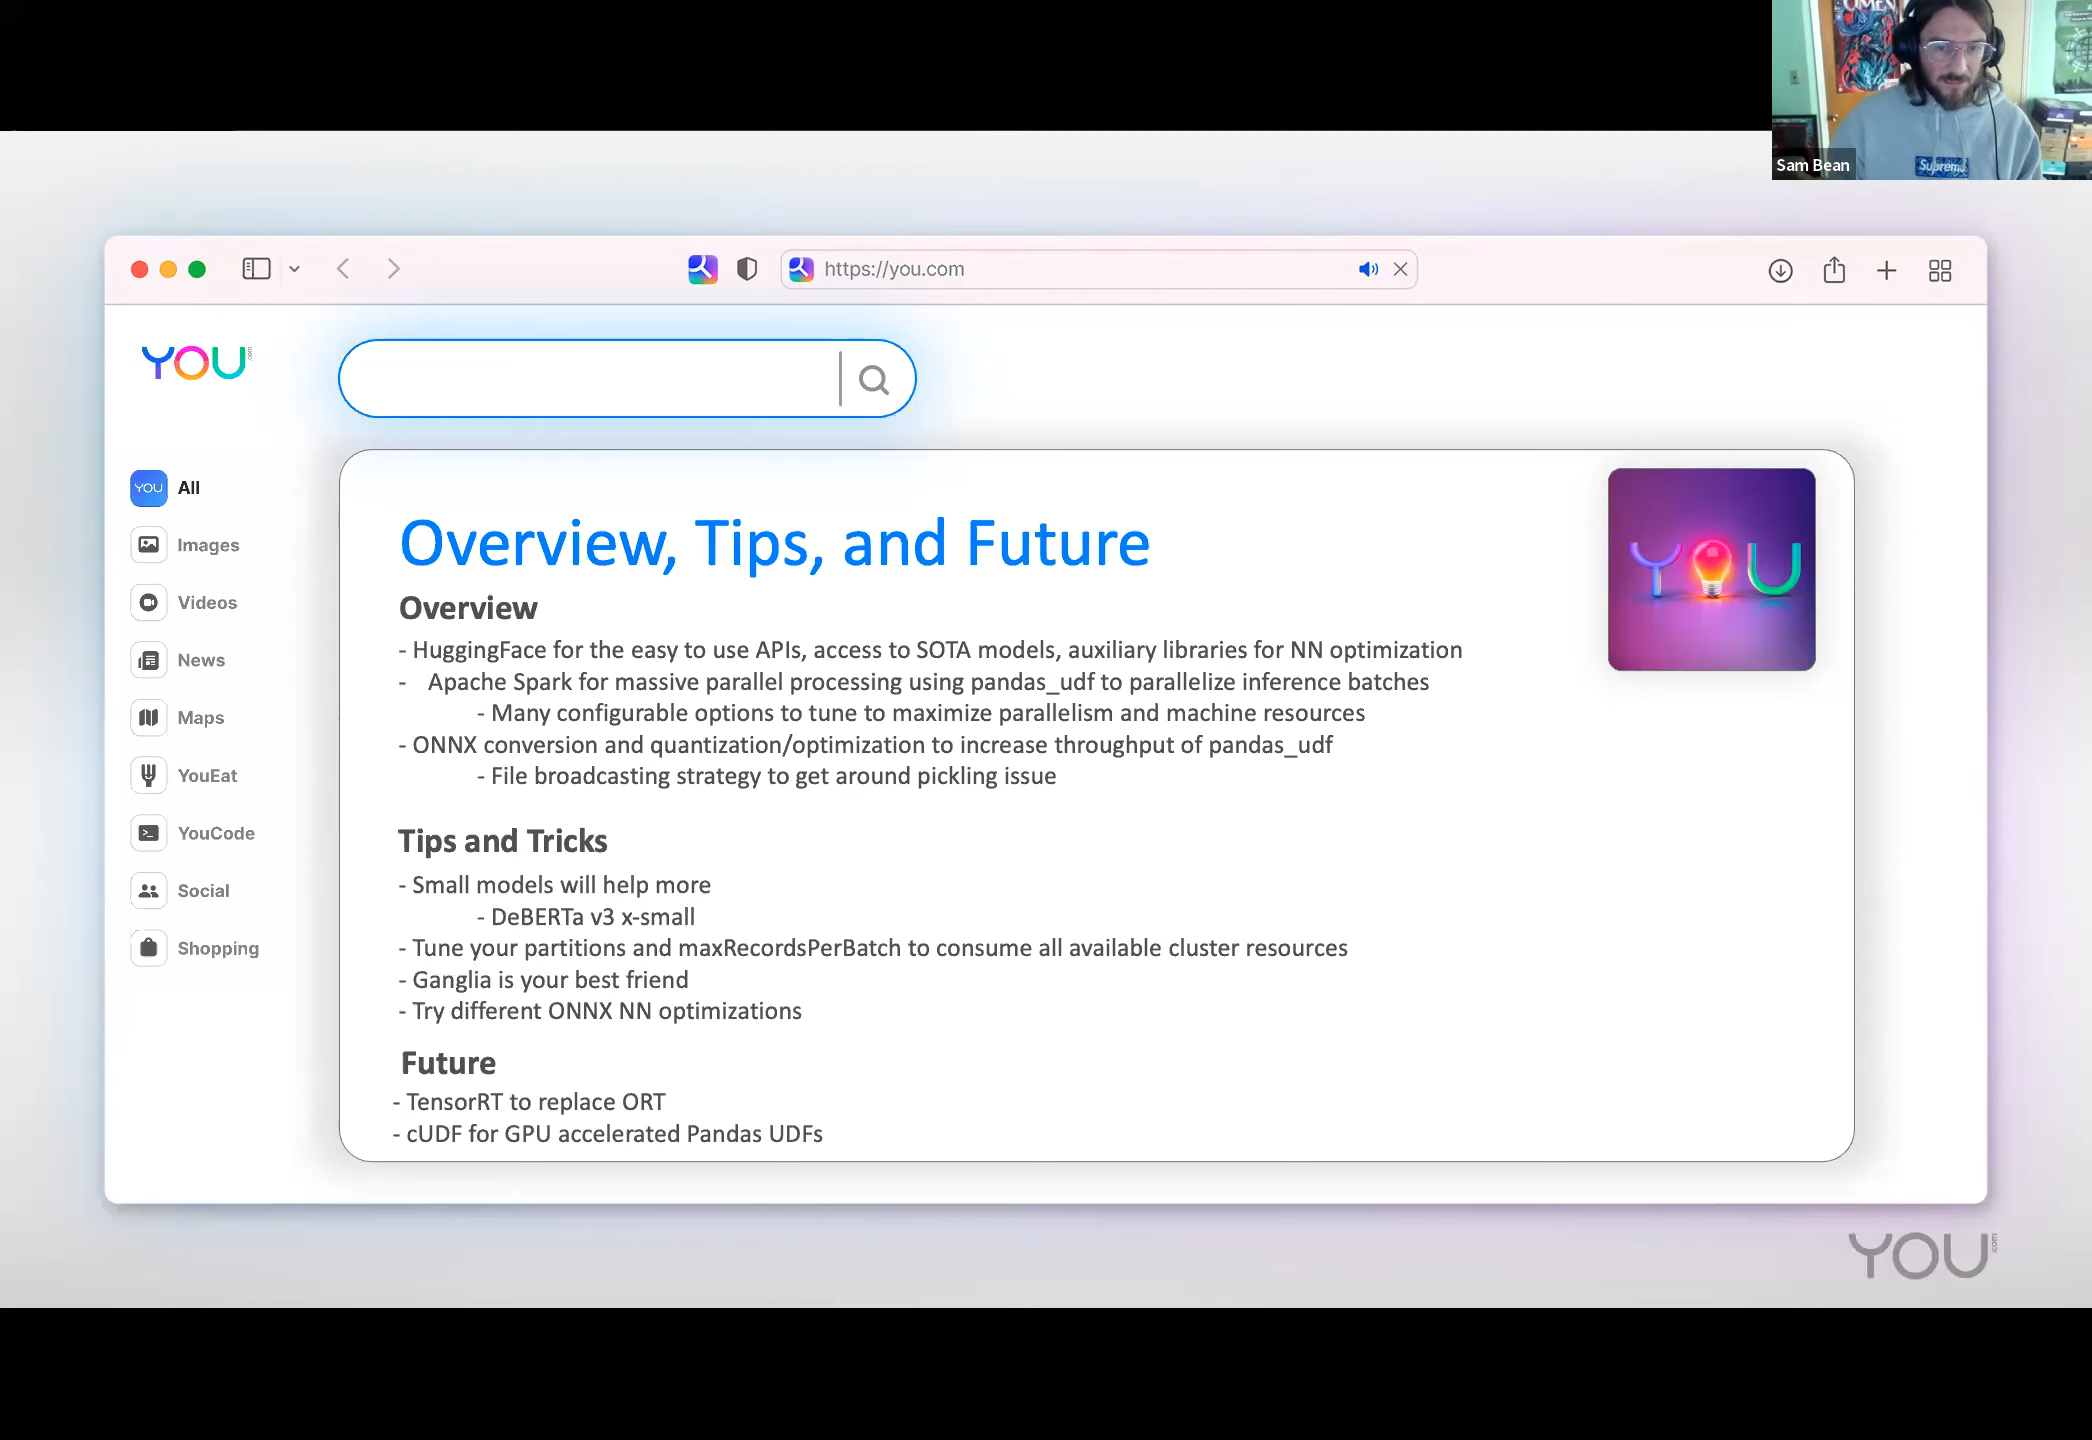 OMEN
Supreme
Sam Bean
https://you.com
YOU.com
YOU All
Images
Videos
News
Maps
YouEat
YouCode
Social
Shopping
Overview, Tips, and Future
YOU
Overview
- HuggingFace for the easy to use APIs, access to SOTA models, auxiliary libraries for NN optimization
- Apache Spark for massive parallel processing using pandas_udf to parallelize inference batches
- Many configurable options to tune to maximize parallelism and machine resources
- ONNX conversion and quantization/optimization to increase throughput of pandas_udf
- File broadcasting strategy to get around pickling issue
Tips and Tricks
- Small models will help more
- DeBERTa v3 x-small
- Tune your partitions and maxRecordsPerBatch to consume all available cluster resources
- Ganglia is your best friend
- Try different ONNX NN optimizations
Future
- TensorRT to replace ORT
- cUDF for GPU accelerated Pandas UDFs
YOU.com